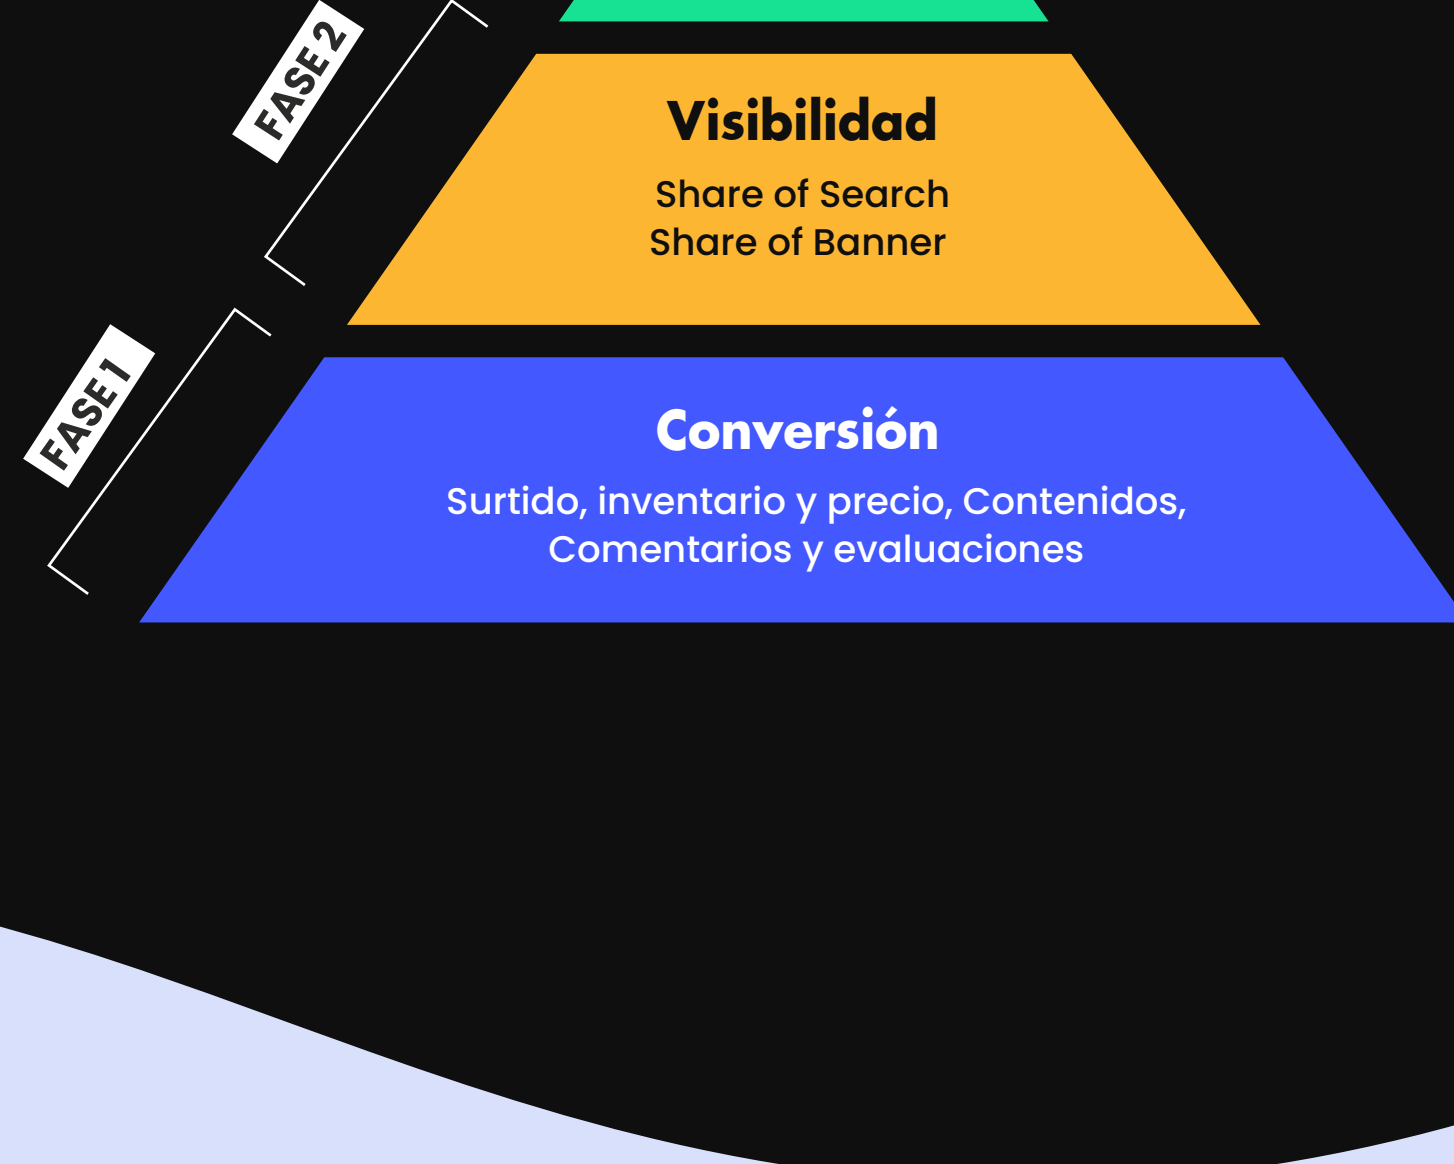 FASE 2
Visibilidad
Share of Search
Share of Banner
FASE 1
Conversión
Surtido, inventario y precio, Contenidos,
Comentarios y evaluaciones